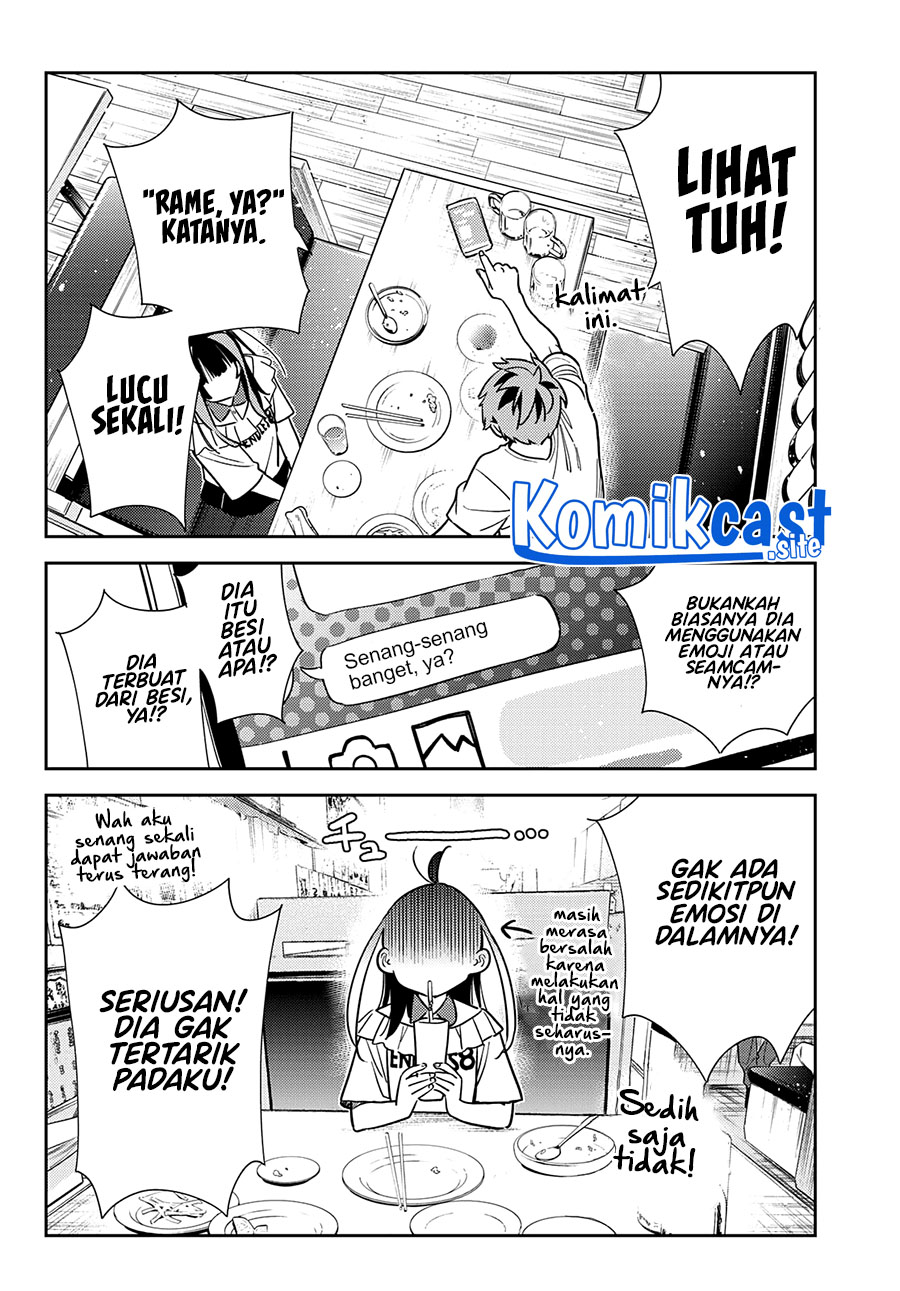 LIHAT
TUH!
kalimat
ini.
"RAME, YA?"
KATANYA.
LUCU
SEKALI!
ENDLES8
Komikcast
.site
BUKANKAH
BIASANYA DIA
MENGGUNAKAN
EMOJI ATAU
SEAMCAM-
NYA!?
Senang-senang
banget, ya?
DIA
ITU
BESI
ATAU
APA!?
DIA
TERBUAT
DARI BESI,
YA!?
GAK ADA
SEDIKITPUN
EMOSI DI
DALAMNYA!
チュ
masih
merasa
bersalah
karena
melakukan
hal yang
tidak
seharus-
nya.
Wah aku
senang sekali
dapat jawaban
terus terang!
SERIUSAN!
DIA GAK
TERTARIK
PADAKU!
Sedih
saja
tidak!